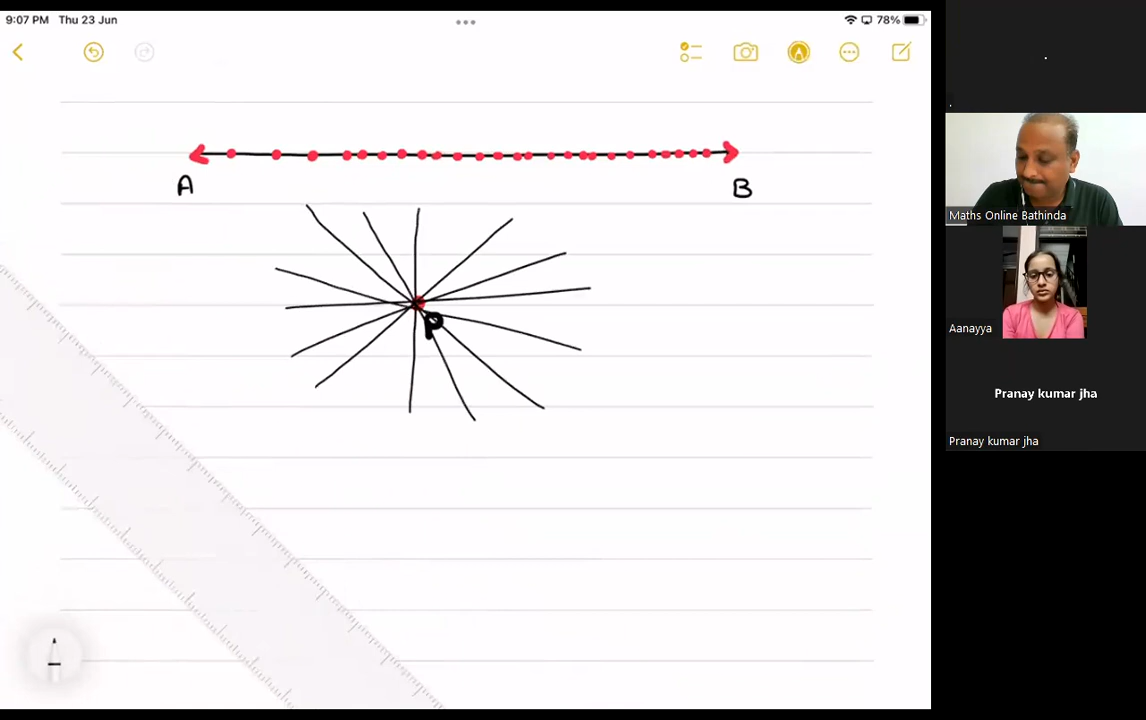 9:07 PM Thu 23 Jun
78%
A
B
P
.
Maths Online Bathinda
Aanayya
Pranay kumar jha
Pranay kumar jha